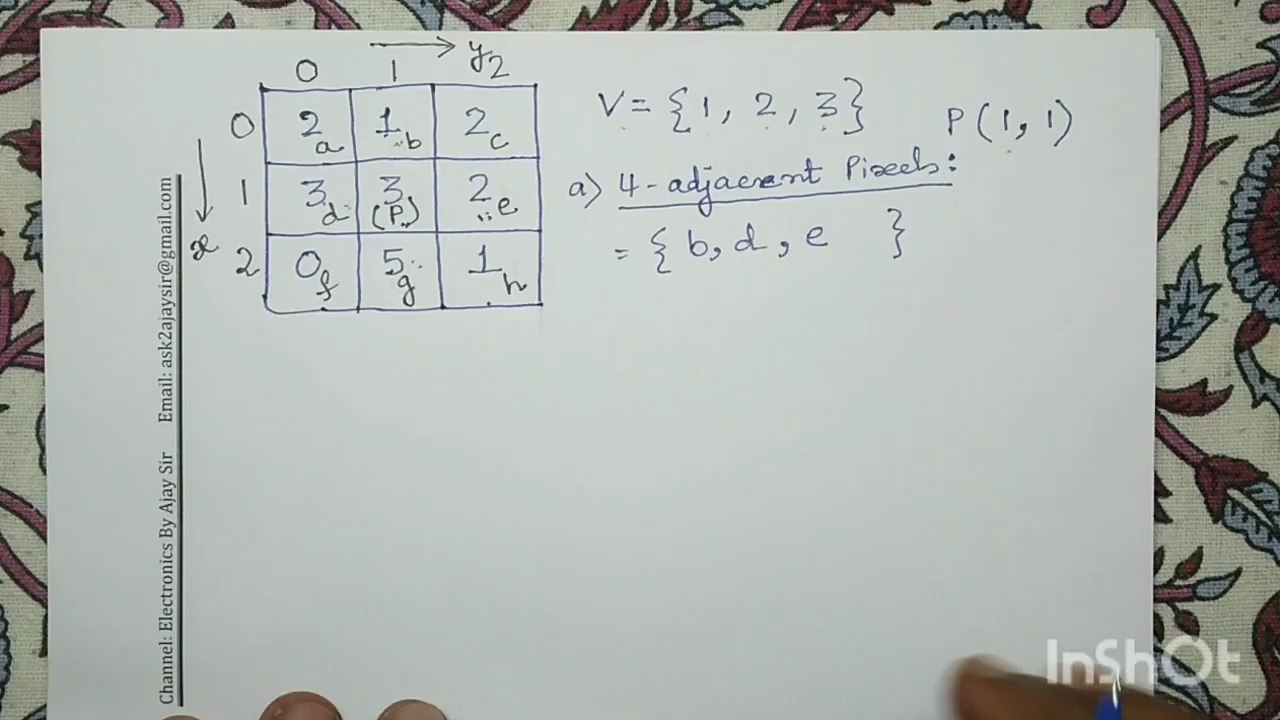 0 1 y 2
0 2 a 1 b 2 c
1 3 d 3 (P) 2 e
x 2 0 f 5 g 1 h
V = {1, 2, 3} P(1, 1)
a) 4-adjacent Pixels:
= { b, d, e }
Channel: Electronics By Ajay Sir Email: ask2ajaysir@gmail.com
InShOt